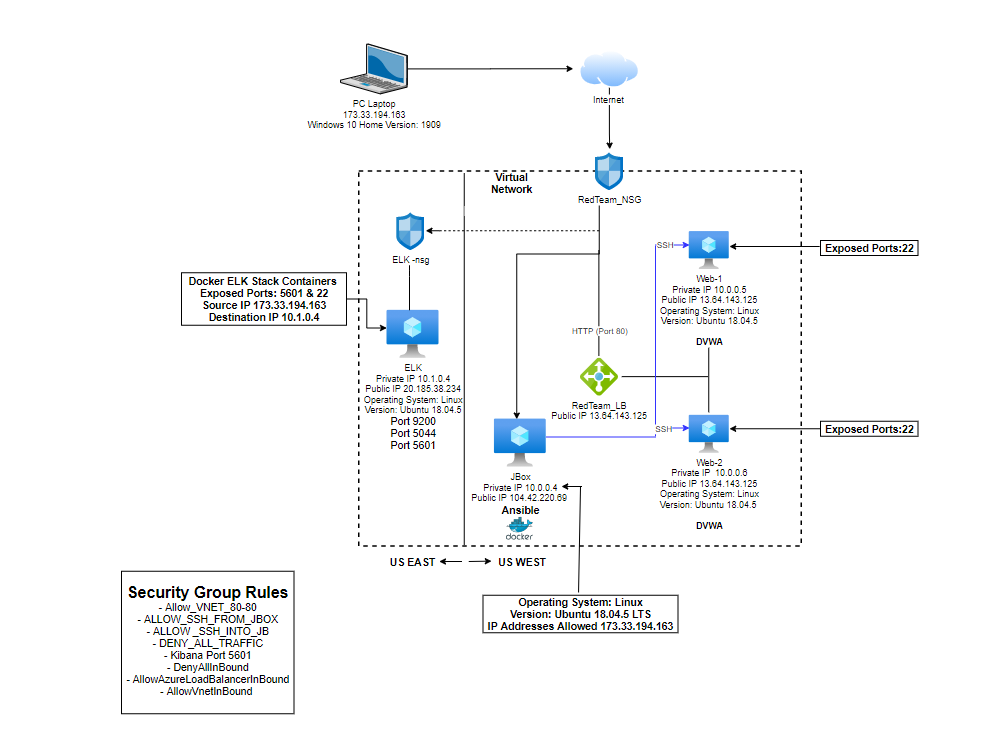 PC Laptop
173.33.194.163
Windows 10 Home Version: 1909
Internet
Virtual
Network
RedTeam_NSG
ELK -nsg
SSH
Exposed Ports:22
Web-1
Private IP 10.0.0.5
Public IP 13.64.143.125
Operating System: Linux
Version: Ubuntu 18.04.5
DVWA
Docker ELK Stack Containers
Exposed Ports: 5601 & 22
Source IP 173.33.194.163
Destination IP 10.1.0.4
HTTP (Port 80)
ELK
Private IP 10.1.0.4
Public IP 20.185.38.234
Operating System: Linux
Version: Ubuntu 18.04.5
Port 9200
Port 5044
Port 5601
RedTeam_LB
Public IP 13.64.143.125
SSH
Exposed Ports:22
Web-2
Private IP 10.0.0.6
Public IP 13.64.143.125
Operating System: Linux
Version: Ubuntu 18.04.5
DVWA
JBox
Private IP 10.0.0.4
Public IP 104.42.220.69
Ansible
docker
US EAST
US WEST
Operating System: Linux
Version: Ubuntu 18.04.5 LTS
IP Addresses Allowed 173.33.194.163
Security Group Rules
- Allow_VNET_80-80
- ALLOW_SSH_FROM_JBOX
- ALLOW _SSH_INTO_JB
- DENY_ALL_TRAFFIC
- Kibana Port 5601
- DenyAllInBound
- AllowAzureLoadBalancerInBound
- AllowVnetInBound